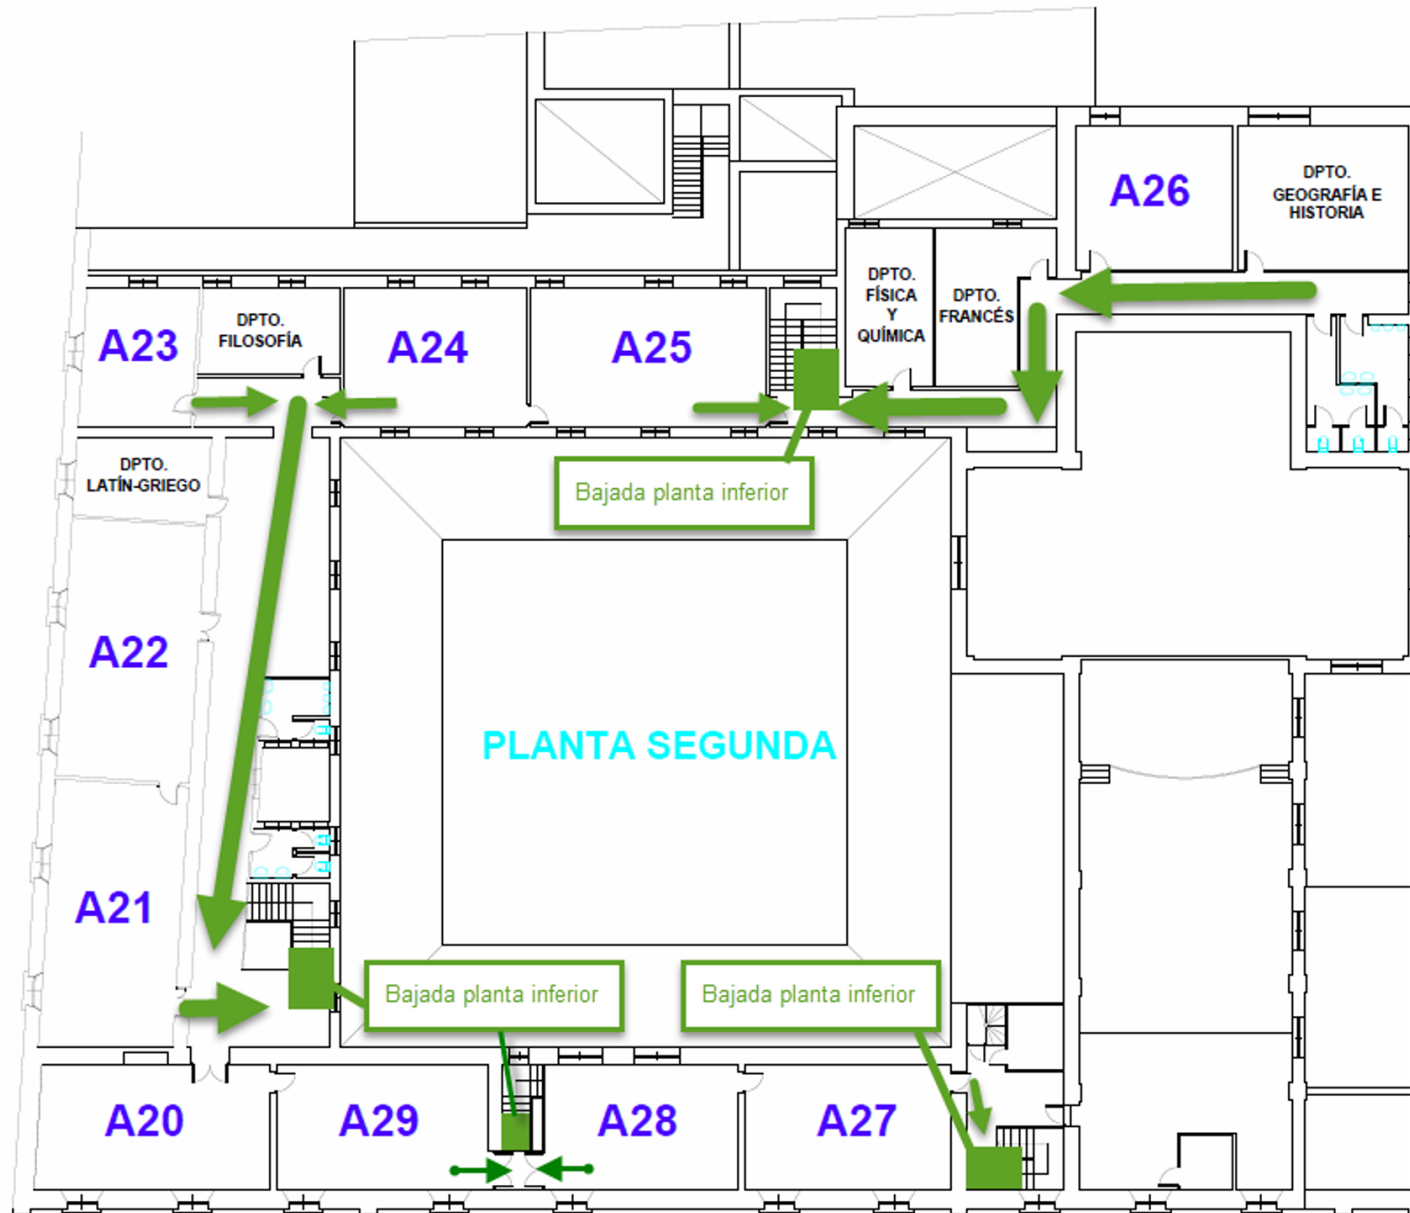 A26
DPTO.
GEOGRAFÍA E
HISTORIA
DPTO.
FÍSICA
Y
QUÍMICA
DPTO.
FRANCÉS
A23
DPTO.
FILOSOFÍA
A24
A25
DPTO.
LATÍN-GRIEGO
Bajada planta inferior
A22
PLANTA SEGUNDA
A21
Bajada planta inferior
Bajada planta inferior
A20
A29
A28
A27